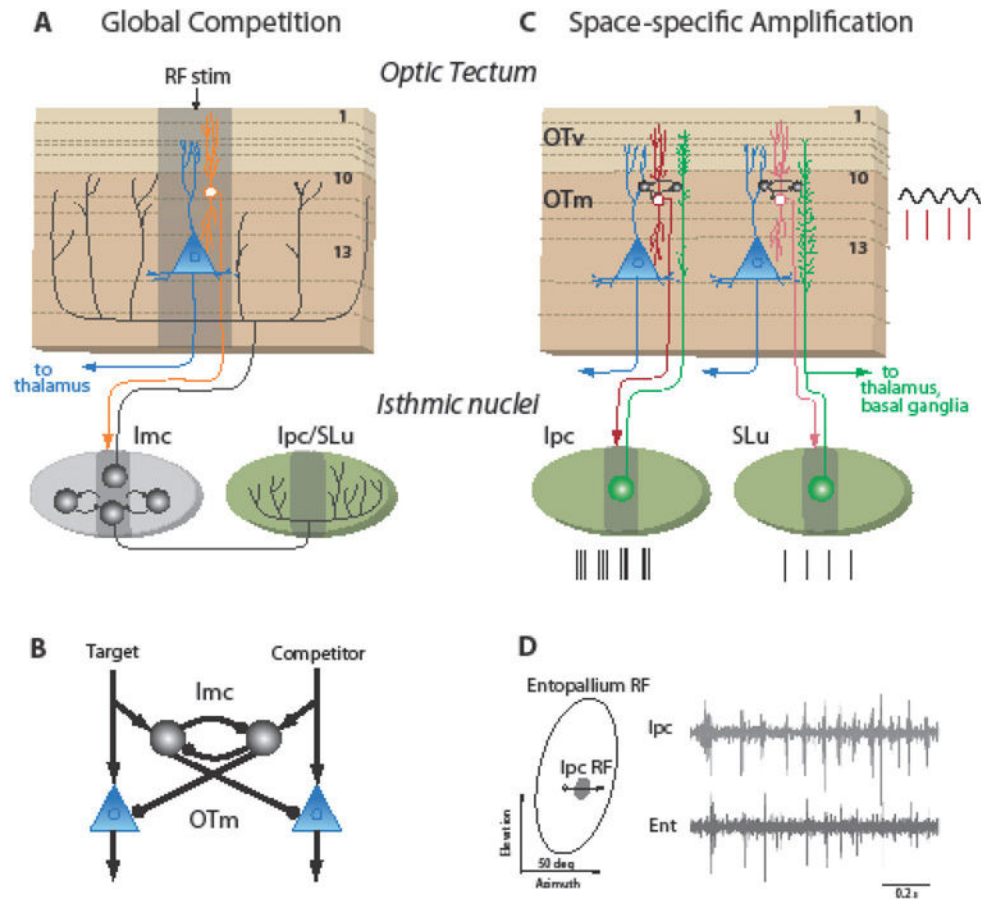 A Global Competition
C Space-specific Amplification
Optic Tectum
RF stim
1
10
13
to
thalamus
OTv
OTm
1
10
13
to
thalamus,
basal ganglia
Isthmic nuclei
Imc
Ipc/SLu
Ipc
SLu
B
Target
Competitor
Imc
OTm
D
Entopallium RF
Ipc RF
Elevation
50 deg
Azimuth
Ipc
Ent
0.2 s